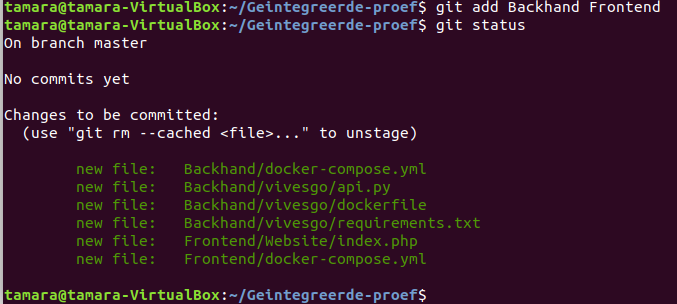 tamara@tamara-VirtualBox:~/Geintegreerde-proef$ git add Backhand Frontend
tamara@tamara-VirtualBox:~/Geintegreerde-proef$ git status
On branch master
No commits yet
Changes to be committed:
(use "git rm --cached <file>..." to unstage)
new file: Backhand/docker-compose.yml
new file: Backhand/vivesgo/api.py
new file: Backhand/vivesgo/dockerfile
new file: Backhand/vivesgo/requirements.txt
new file: Frontend/Website/index.php
new file: Frontend/docker-compose.yml
tamara@tamara-VirtualBox:~/Geintegreerde-proef$